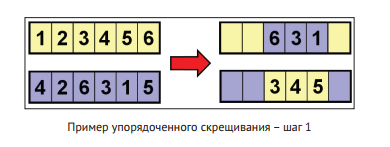 1 2 3 4 5 6 6 3 1
4 2 6 3 1 5 3 4 5
Пример упорядоченного скрещивания – шаг 1